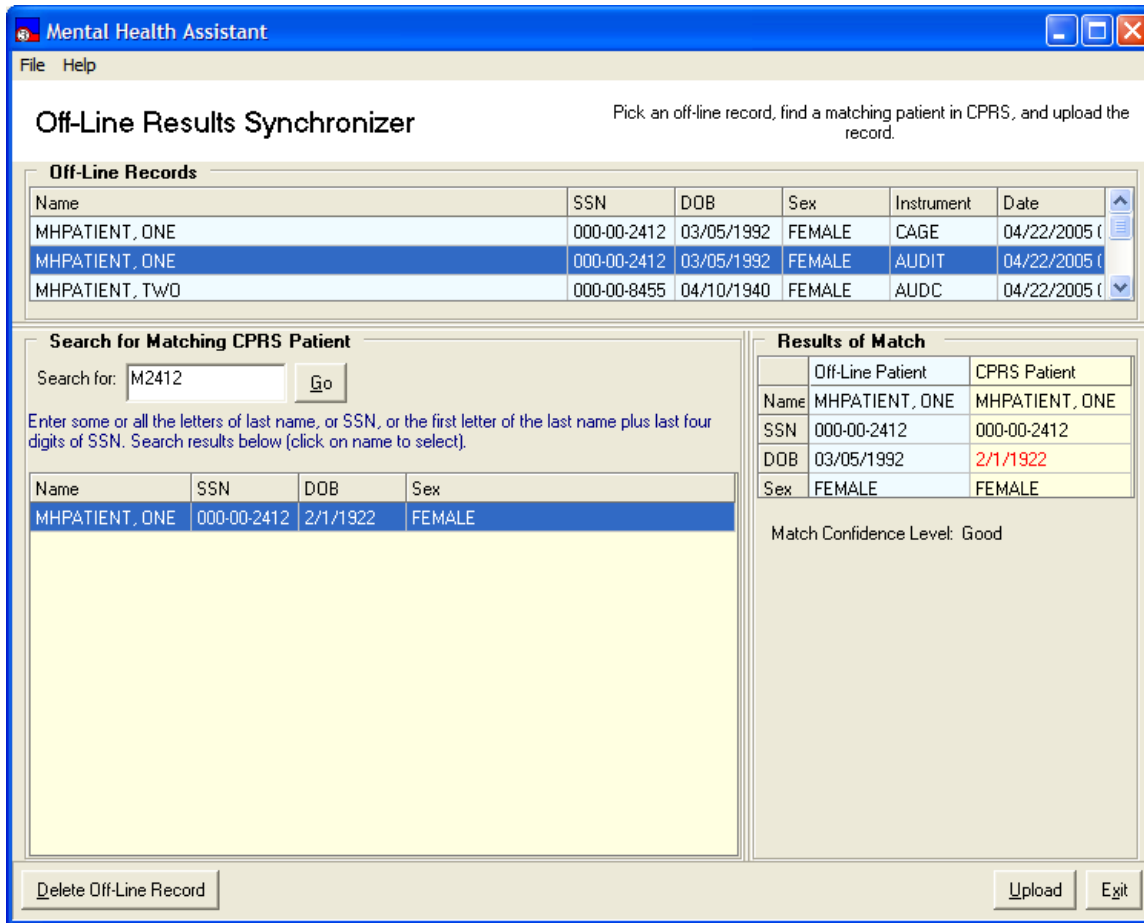 Mental Health Assistant
File Help
Off-Line Results Synchronizer
Pick an off-line record, find a matching patient in CPRS, and upload the
record.
Off-Line Records
Name SSN DOB Sex Instrument Date
MHPATIENT, ONE 000-00-2412 03/05/1992 FEMALE CAGE 04/22/2005 (
MHPATIENT, ONE 000-00-2412 03/05/1992 FEMALE AUDIT 04/22/2005 (
MHPATIENT, TWO 000-00-8455 04/10/1940 FEMALE AUDC 04/22/2005 (
Search for Matching CPRS Patient
Search for: M2412 Go
Enter some or all the letters of last name, or SSN, or the first letter of the last name plus last four
digits of SSN. Search results below (click on name to select).
Name SSN DOB Sex
MHPATIENT, ONE 000-00-2412 2/1/1922 FEMALE
Results of Match
Off-Line Patient CPRS Patient
Name MHPATIENT, ONE MHPATIENT, ONE
SSN 000-00-2412 000-00-2412
DOB 03/05/1992 2/1/1922
Sex FEMALE FEMALE
Match Confidence Level: Good
Delete Off-Line Record Upload Exit